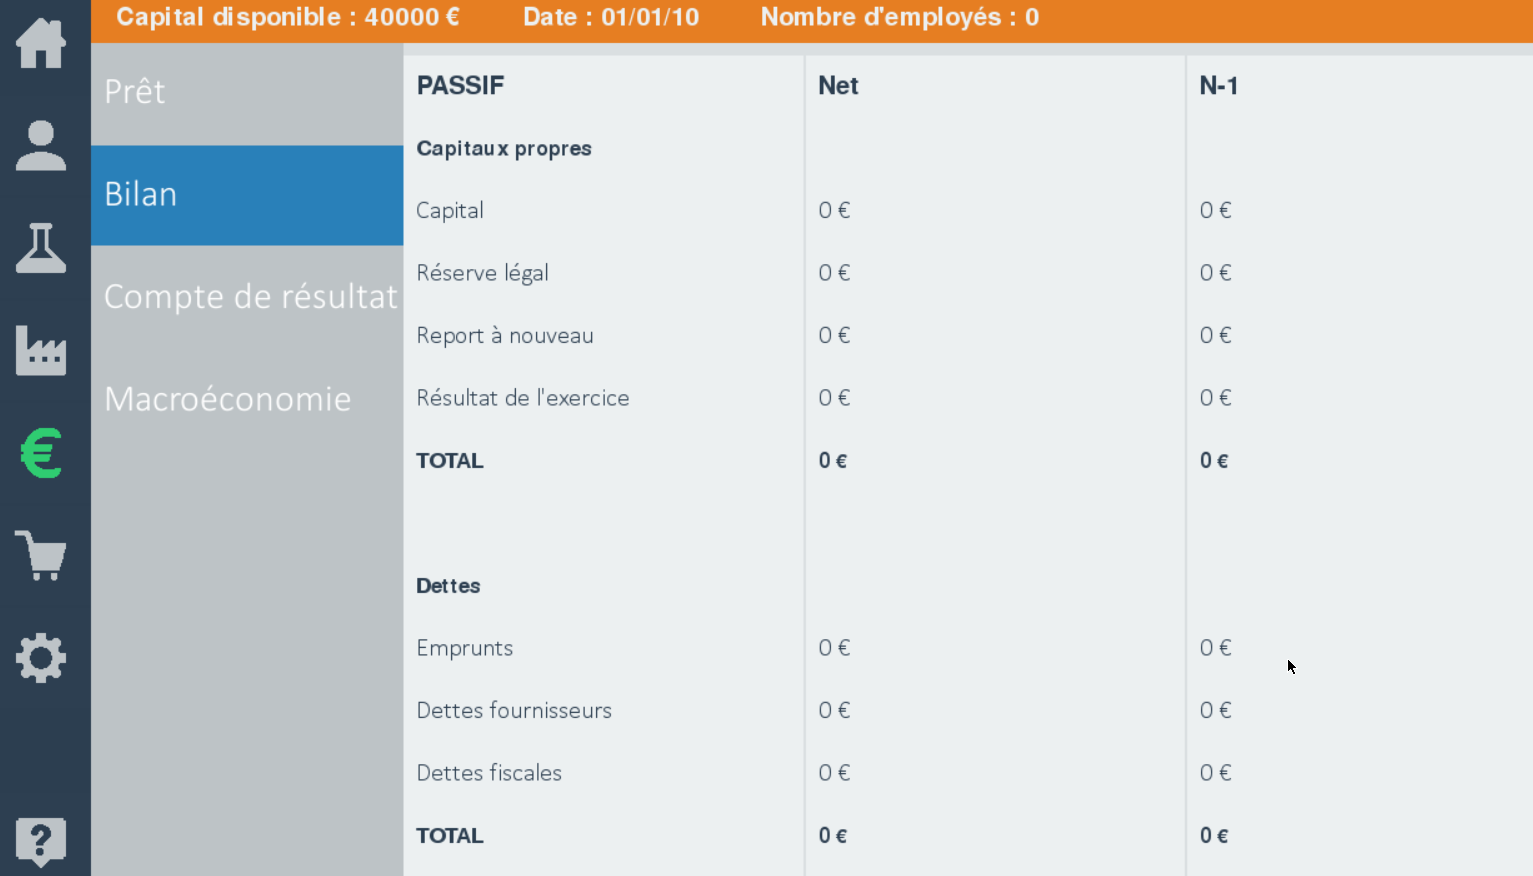 Capital disponible : 40000 € Date : 01/01/10 Nombre d'employés : 0
Prêt
Bilan
Compte de résultat
Macroéconomie
PASSIF Net N-1
Capitaux propres
Capital 0 € 0 €
Réserve légal 0 € 0 €
Report à nouveau 0 € 0 €
Résultat de l'exercice 0 € 0 €
TOTAL 0 € 0 €
Dettes
Emprunts 0 € 0 €
Dettes fournisseurs 0 € 0 €
Dettes fiscales 0 € 0 €
TOTAL 0 € 0 €